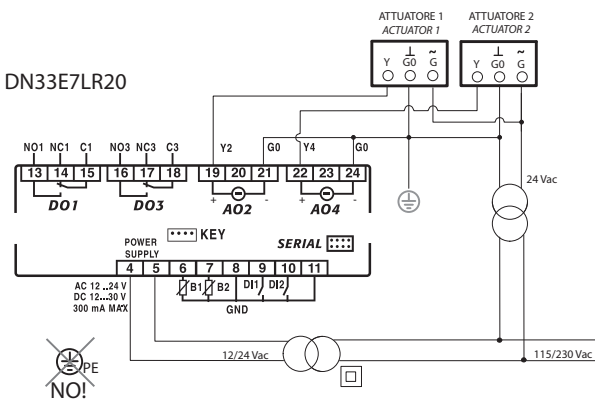 ATTUATORE 1
ACTUATOR 1
ATTUATORE 2
ACTUATOR 2
Y ⊥ G0 ~ G
Y ⊥ G0 ~ G
DN33E7LR20
NO1 NC1 C1 NO3 NC3 C3 Y2 G0 Y4 G0
13 14 15 16 17 18 19 20 21 22 23 24
DO1 DO3 + AO2 - + AO4 -
24 Vac
KEY
SERIAL
POWER
SUPPLY
4 5 6 7 8 9 10 11
AC 12 ..24 V
DC 12...30 V
300 mA MAX
B1 B2 DI1 DI2
GND
12/24 Vac
115/230 Vac
PE
NO!